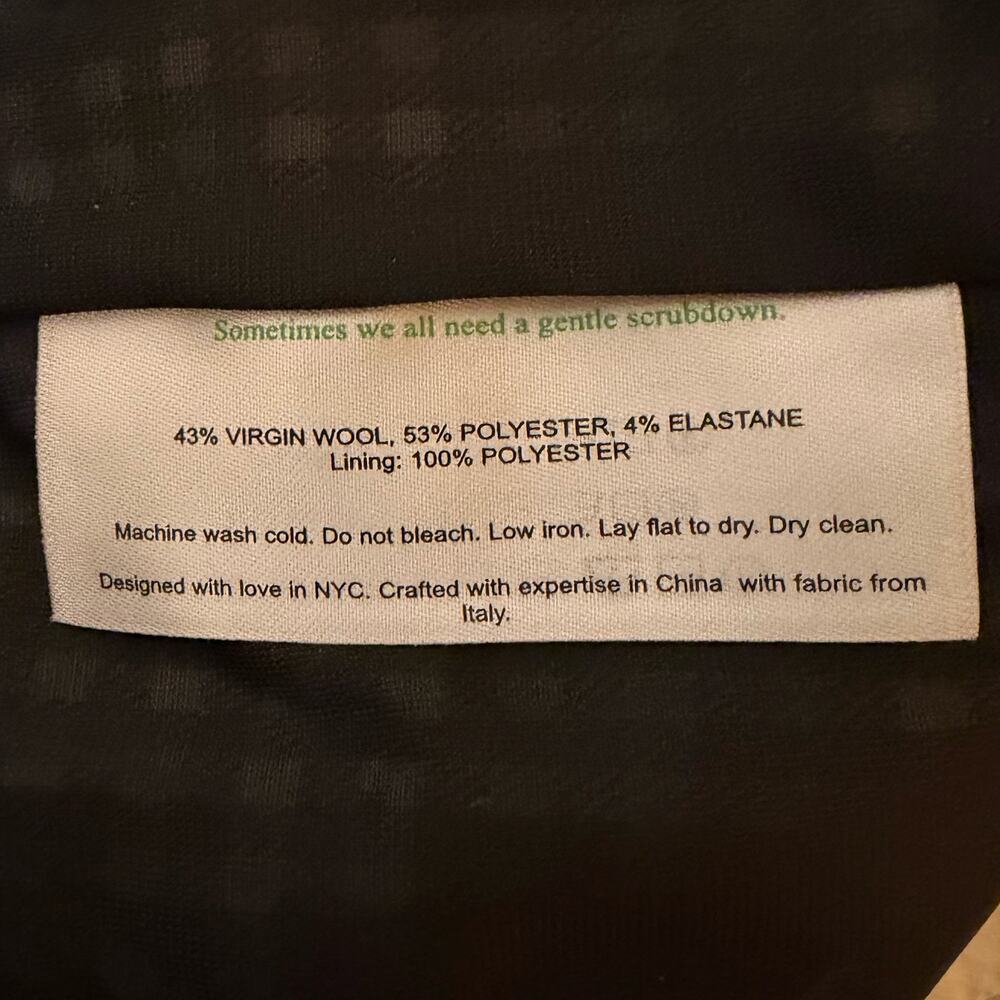 Sometimes we all need a gentle scrubdown.
43% VIRGIN WOOL, 53% POLYESTER, 4% ELASTANE
Lining: 100% POLYESTER
Machine wash cold. Do not bleach. Low iron. Lay flat to dry. Dry clean.
Designed with love in NYC. Crafted with expertise in China with fabric from
Italy.